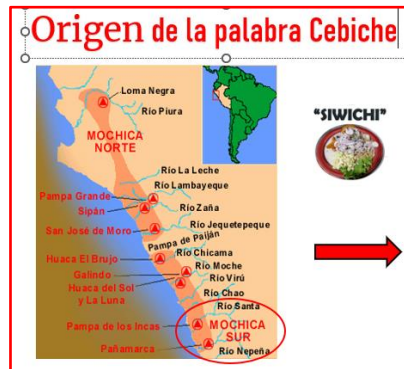 Origen de la palabra Cebiche
Loma Negra
Río Piura
MOCHICA
NORTE
"SIWICHI"
Río La Leche
Río Lambayeque
Pampa Grande
Río Zaña
Sipán
San José de Moro
Río Jequetepeque
Pampa de Paiján
Río Chicama
Huaca El Brujo
Río Moche
Galindo
Río Virú
Huaca del Sol
y La Luna
Río Chao
Río Santa
Pampa de los Incas
MOCHICA
SUR
Pañamarca
Río Nepeña